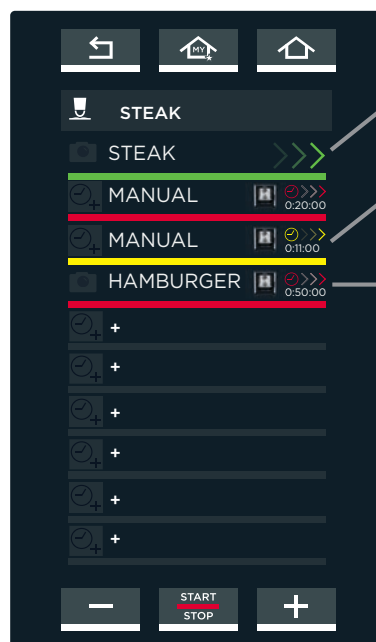 MY
STEAK
STEAK
MANUAL
0:20:00
MANUAL
0:11:00
HAMBURGER
0:50:00
+
+
+
+
+
+
START
STOP